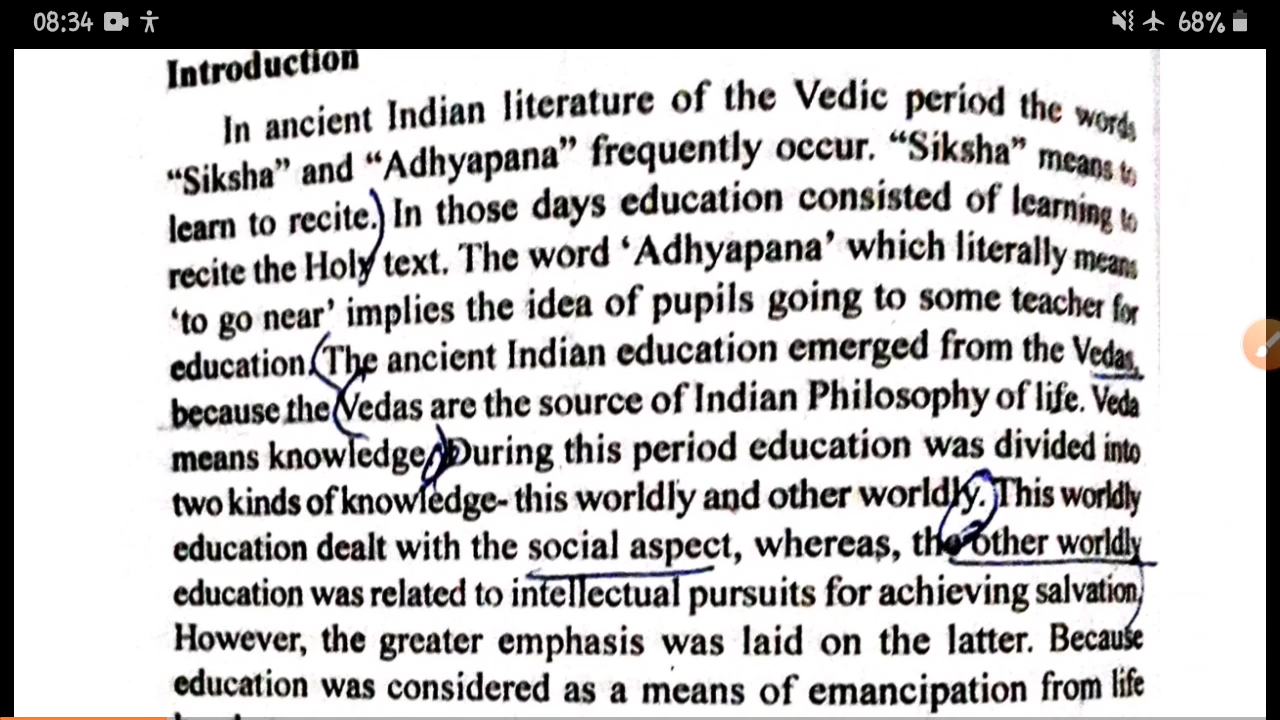 08:34 68%
Introduction
In ancient Indian literature of the Vedic period the words
“Siksha” and “Adhyapana” frequently occur. “Siksha” means to
learn to recite. In those days education consisted of learning to
recite the Holy text. The word ‘Adhyapana’ which literally means
‘to go near’ implies the idea of pupils going to some teacher for
education. The ancient Indian education emerged from the Vedas,
because the Vedas are the source of Indian Philosophy of life. Veda
means knowledge. During this period education was divided into
two kinds of knowledge- this worldly and other worldly. This worldly
education dealt with the social aspect, whereas, the other worldly
education was related to intellectual pursuits for achieving salvation.
However, the greater emphasis was laid on the latter. Because
education was considered as a means of emancipation from life